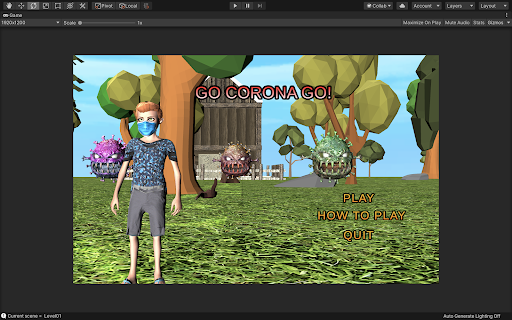 Pivot Local Collab Account Layers Layout
Game
1920x1200 Scale 1x Maximize On Play Mute Audio Stats Gizmos
GO CORONA GO!
PLAY
HOW TO PLAY
QUIT
Current scene = Level01 Auto Generate Lighting Off